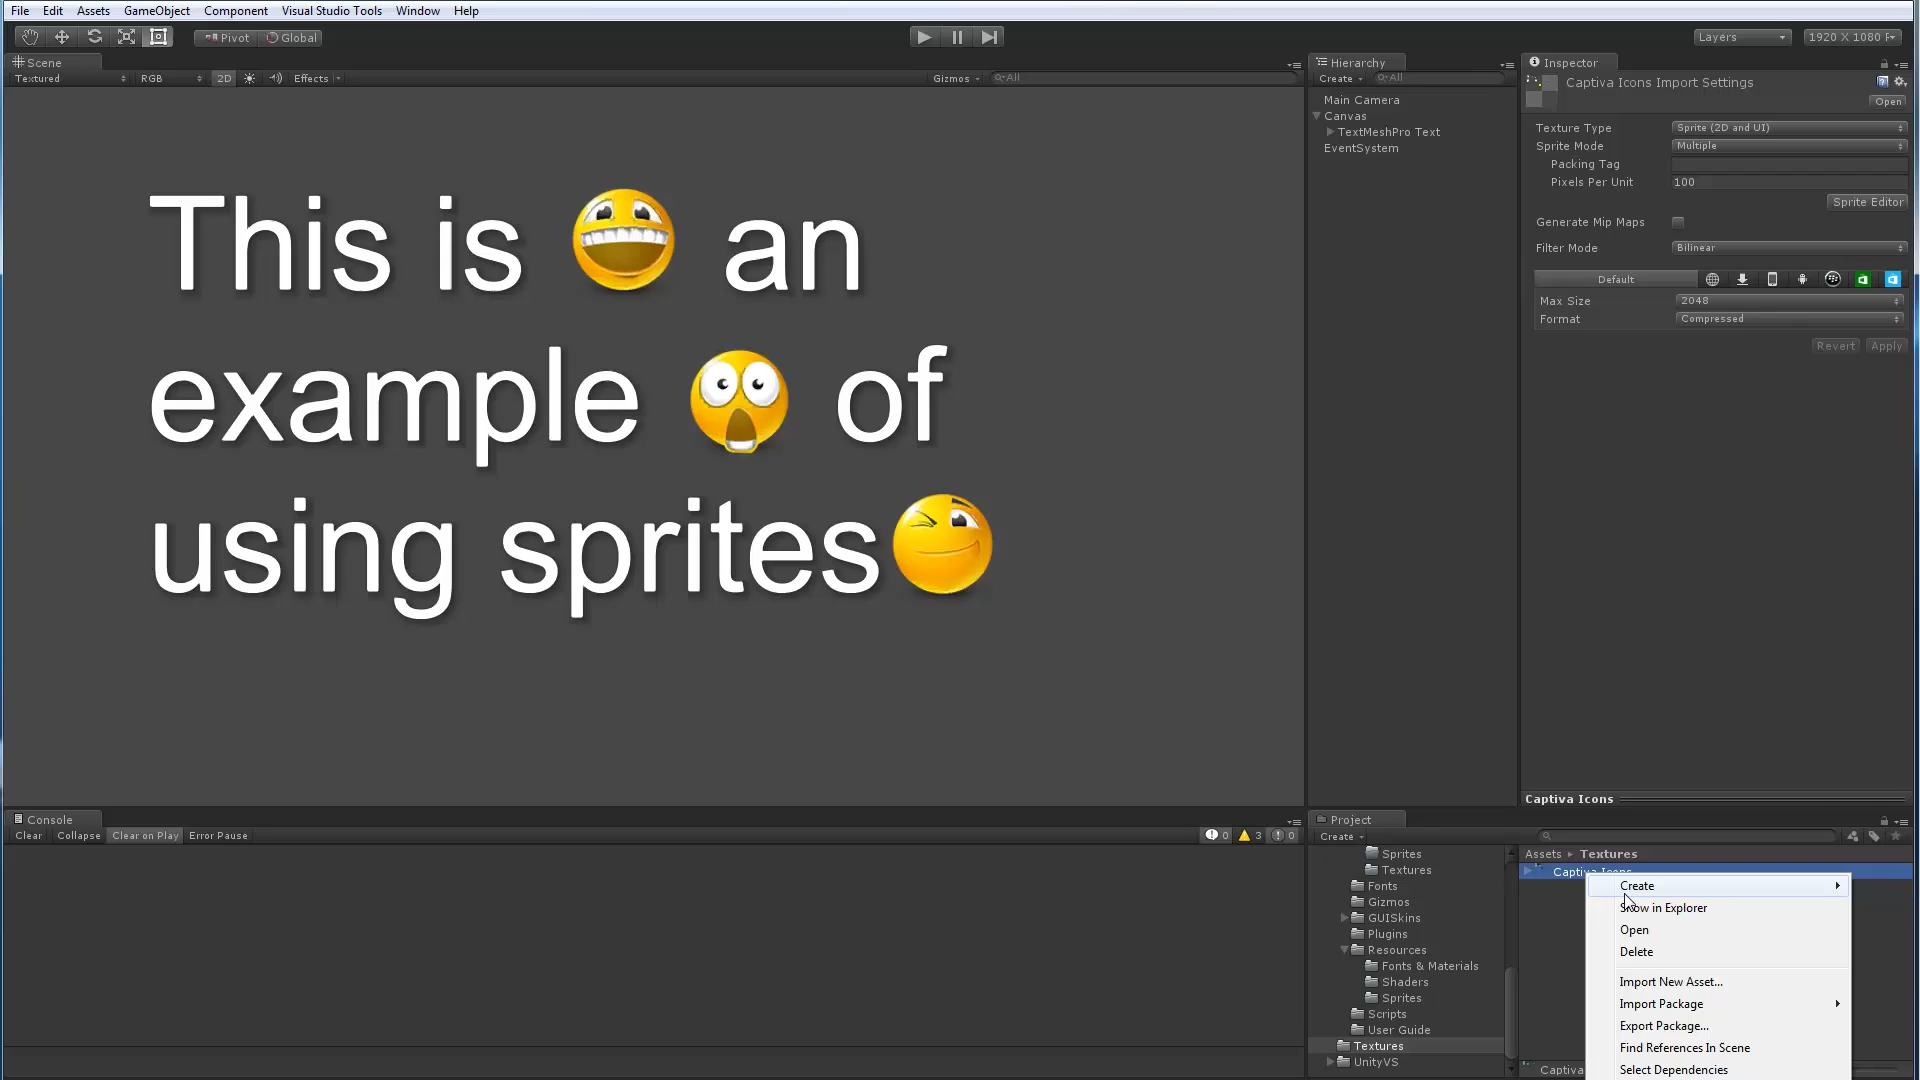 File Edit Assets GameObject Component Visual Studio Tools Window Help
Pivot Global
Layers 1920 X 1080
Scene
Textured RGB 2D Effects Gizmos All
This is an
example of
using sprites
Console
Clear Collapse Clear on Play Error Pause 0 3 0
Hierarchy
Create All
Main Camera
Canvas
TextMeshPro Text
EventSystem
Inspector
Captiva Icons Import Settings
Open
Texture Type Sprite (2D and UI)
Sprite Mode Multiple
Packing Tag
Pixels Per Unit 100
Sprite Editor
Generate Mip Maps
Filter Mode Bilinear
Default
Max Size 2048
Format Compressed
Revert Apply
Captiva Icons
Project
Create
Sprites
Textures
Fonts
Gizmos
GUISkins
Plugins
Resources
Fonts & Materials
Shaders
Sprites
Scripts
User Guide
Textures
UnityVS
Assets Textures
Captiva Icons
Create
Show in Explorer
Open
Delete
Import New Asset...
Import Package
Export Package...
Find References In Scene
Select Dependencies
Captiva